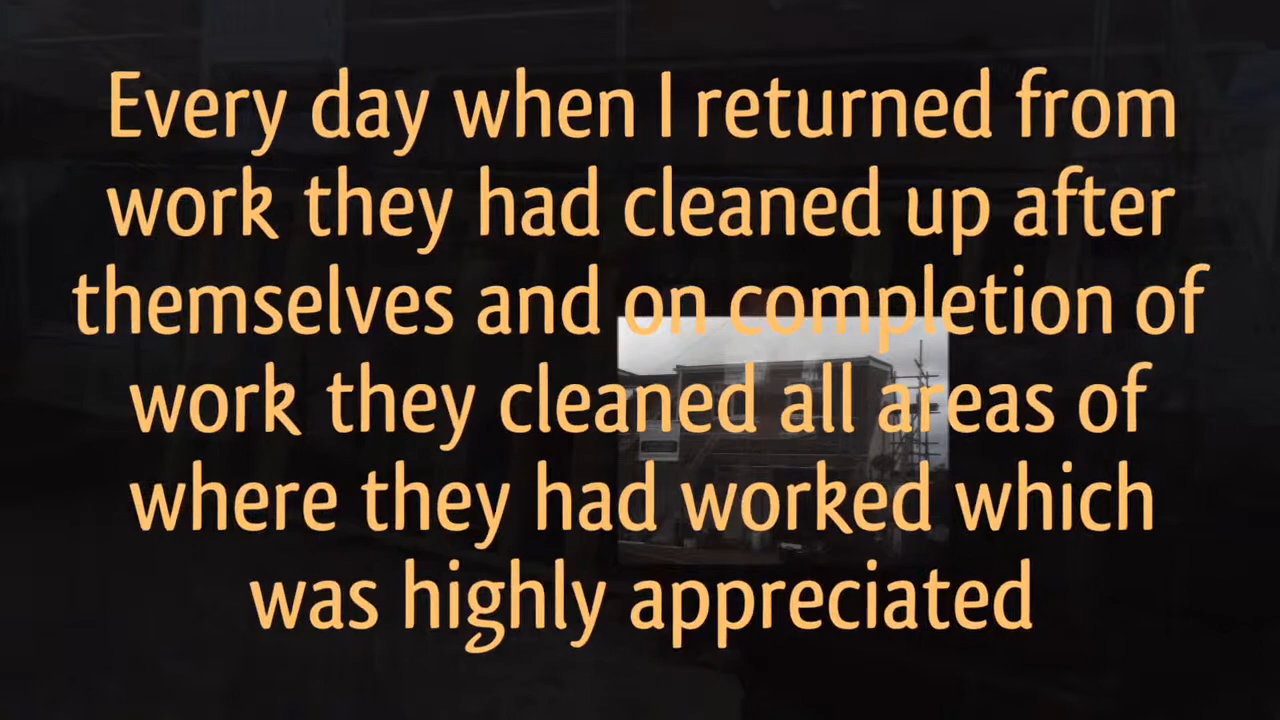 Every day when I returned from
work they had cleaned up after
themselves and on completion of
work they cleaned all areas of
where they had worked which
was highly appreciated